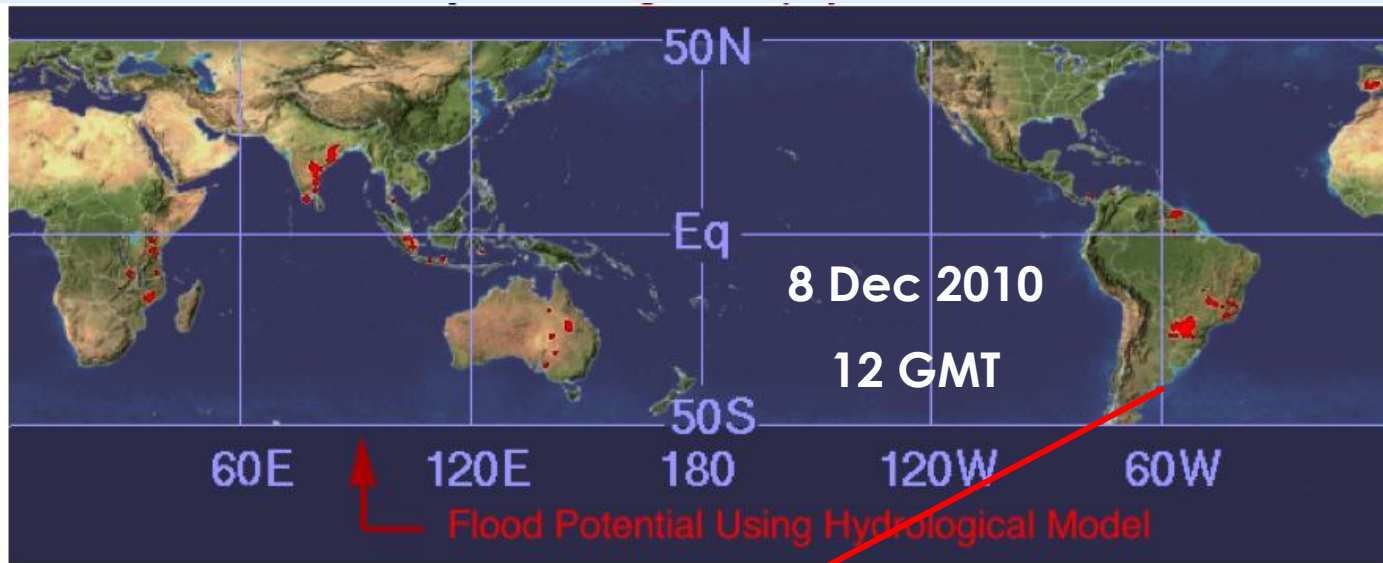 50N
Eq
8 Dec 2010
12 GMT
50S
60E 120E 180 120W 60W
Flood Potential Using Hydrological Model